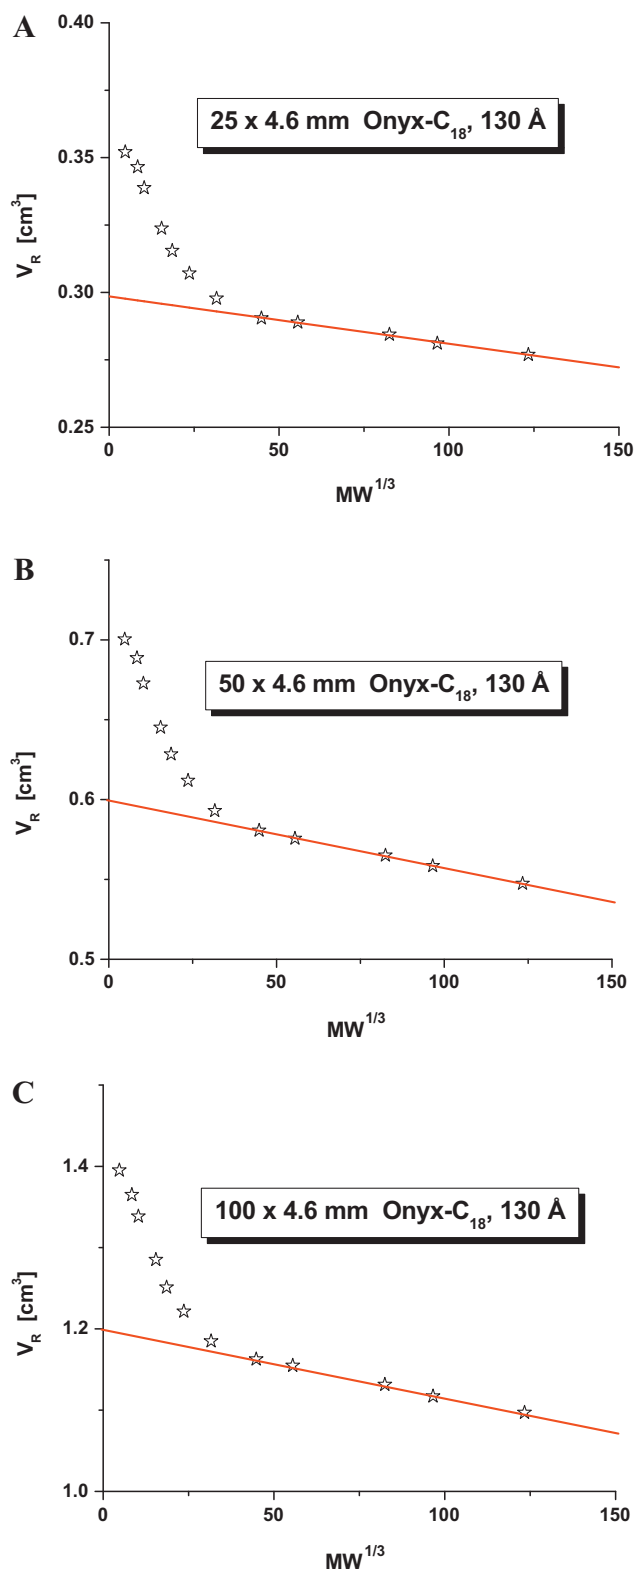 A
0.40
25 x 4.6 mm Onyx-C18, 130 Å
0.35
VR [cm3]
0.30
0.25
0 50 100 150
MW1/3
B
0.7
50 x 4.6 mm Onyx-C18, 130 Å
VR [cm3]
0.6
0.5
0 50 100 150
MW1/3
C
1.4
100 x 4.6 mm Onyx-C18, 130 Å
VR [cm3]
1.2
1.0
0 50 100 150
MW1/3